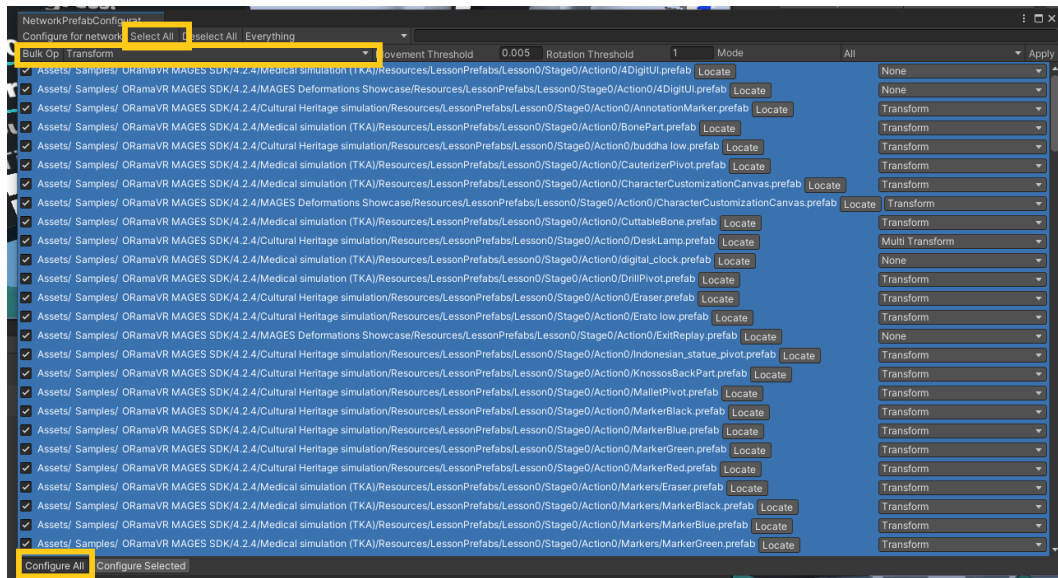 NetworkPrefabConfigurat
Configure for network Select All Deselect All Everything
Bulk Op Transform Movement Threshold 0.005 Rotation Threshold 1 Mode All Apply
Assets/ Samples/ ORamaVR MAGES SDK/4.2.4/Medical simulation (TKA)/Resources/LessonPrefabs/Lesson0/Stage0/Action0/4DigitUI.prefab Locate None
Assets/ Samples/ ORamaVR MAGES SDK/4.2.4/MAGES Deformations Showcase/Resources/LessonPrefabs/Lesson0/Stage0/Action0/4DigitUI.prefab Locate None
Assets/ Samples/ ORamaVR MAGES SDK/4.2.4/Cultural Heritage simulation/Resources/LessonPrefabs/Lesson0/Stage0/Action0/AnnotationMarker.prefab Locate Transform
Assets/ Samples/ ORamaVR MAGES SDK/4.2.4/Medical simulation (TKA)/Resources/LessonPrefabs/Lesson0/Stage0/Action0/BonePart.prefab Locate Transform
Assets/ Samples/ ORamaVR MAGES SDK/4.2.4/Cultural Heritage simulation/Resources/LessonPrefabs/Lesson0/Stage0/Action0/buddha low.prefab Locate Transform
Assets/ Samples/ ORamaVR MAGES SDK/4.2.4/Medical simulation (TKA)/Resources/LessonPrefabs/Lesson0/Stage0/Action0/CauterizerPivot.prefab Locate Transform
Assets/ Samples/ ORamaVR MAGES SDK/4.2.4/Medical simulation (TKA)/Resources/LessonPrefabs/Lesson0/Stage0/Action0/CharacterCustomizationCanvas.prefab Locate Transform
Assets/ Samples/ ORamaVR MAGES SDK/4.2.4/MAGES Deformations Showcase/Resources/LessonPrefabs/Lesson0/Stage0/Action0/CharacterCustomizationCanvas.prefab Locate Transform
Assets/ Samples/ ORamaVR MAGES SDK/4.2.4/Medical simulation (TKA)/Resources/LessonPrefabs/Lesson0/Stage0/Action0/CuttableBone.prefab Locate Transform
Assets/ Samples/ ORamaVR MAGES SDK/4.2.4/Cultural Heritage simulation/Resources/LessonPrefabs/Lesson0/Stage0/Action0/DeskLamp.prefab Locate Multi Transform
Assets/ Samples/ ORamaVR MAGES SDK/4.2.4/Medical simulation (TKA)/Resources/LessonPrefabs/Lesson0/Stage0/Action0/digital_clock.prefab Locate None
Assets/ Samples/ ORamaVR MAGES SDK/4.2.4/Medical simulation (TKA)/Resources/LessonPrefabs/Lesson0/Stage0/Action0/DrillPivot.prefab Locate Transform
Assets/ Samples/ ORamaVR MAGES SDK/4.2.4/Cultural Heritage simulation/Resources/LessonPrefabs/Lesson0/Stage0/Action0/Eraser.prefab Locate Transform
Assets/ Samples/ ORamaVR MAGES SDK/4.2.4/Cultural Heritage simulation/Resources/LessonPrefabs/Lesson0/Stage0/Action0/Erato low.prefab Locate Transform
Assets/ Samples/ ORamaVR MAGES SDK/4.2.4/MAGES Deformations Showcase/Resources/LessonPrefabs/Lesson0/Stage0/Action0/ExitReplay.prefab Locate None
Assets/ Samples/ ORamaVR MAGES SDK/4.2.4/Cultural Heritage simulation/Resources/LessonPrefabs/Lesson0/Stage0/Action0/Indonesian_statue_pivot.prefab Locate Transform
Assets/ Samples/ ORamaVR MAGES SDK/4.2.4/Cultural Heritage simulation/Resources/LessonPrefabs/Lesson0/Stage0/Action0/KnossosBackPart.prefab Locate Transform
Assets/ Samples/ ORamaVR MAGES SDK/4.2.4/Medical simulation (TKA)/Resources/LessonPrefabs/Lesson0/Stage0/Action0/MalletPivot.prefab Locate Transform
Assets/ Samples/ ORamaVR MAGES SDK/4.2.4/Cultural Heritage simulation/Resources/LessonPrefabs/Lesson0/Stage0/Action0/MarkerBlack.prefab Locate Transform
Assets/ Samples/ ORamaVR MAGES SDK/4.2.4/Cultural Heritage simulation/Resources/LessonPrefabs/Lesson0/Stage0/Action0/MarkerBlue.prefab Locate Transform
Assets/ Samples/ ORamaVR MAGES SDK/4.2.4/Cultural Heritage simulation/Resources/LessonPrefabs/Lesson0/Stage0/Action0/MarkerGreen.prefab Locate Transform
Assets/ Samples/ ORamaVR MAGES SDK/4.2.4/Cultural Heritage simulation/Resources/LessonPrefabs/Lesson0/Stage0/Action0/MarkerRed.prefab Locate Transform
Assets/ Samples/ ORamaVR MAGES SDK/4.2.4/Medical simulation (TKA)/Resources/LessonPrefabs/Lesson0/Stage0/Action0/Markers/Eraser.prefab Locate Transform
Assets/ Samples/ ORamaVR MAGES SDK/4.2.4/Medical simulation (TKA)/Resources/LessonPrefabs/Lesson0/Stage0/Action0/Markers/MarkerBlack.prefab Locate Transform
Assets/ Samples/ ORamaVR MAGES SDK/4.2.4/Medical simulation (TKA)/Resources/LessonPrefabs/Lesson0/Stage0/Action0/Markers/MarkerBlue.prefab Locate Transform
Assets/ Samples/ ORamaVR MAGES SDK/4.2.4/Medical simulation (TKA)/Resources/LessonPrefabs/Lesson0/Stage0/Action0/Markers/MarkerGreen.prefab Locate Transform
Configure All Configure Selected